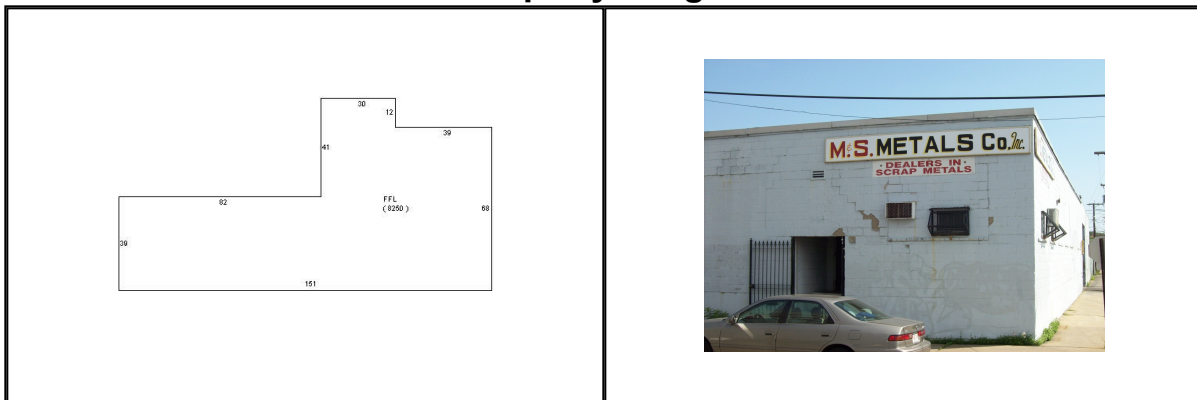 30
12
39
41
82
FFL
( 8250 )
68
39
151
M.&S. METALS Co. Inc.
· DEALERS IN ·
SCRAP METALS